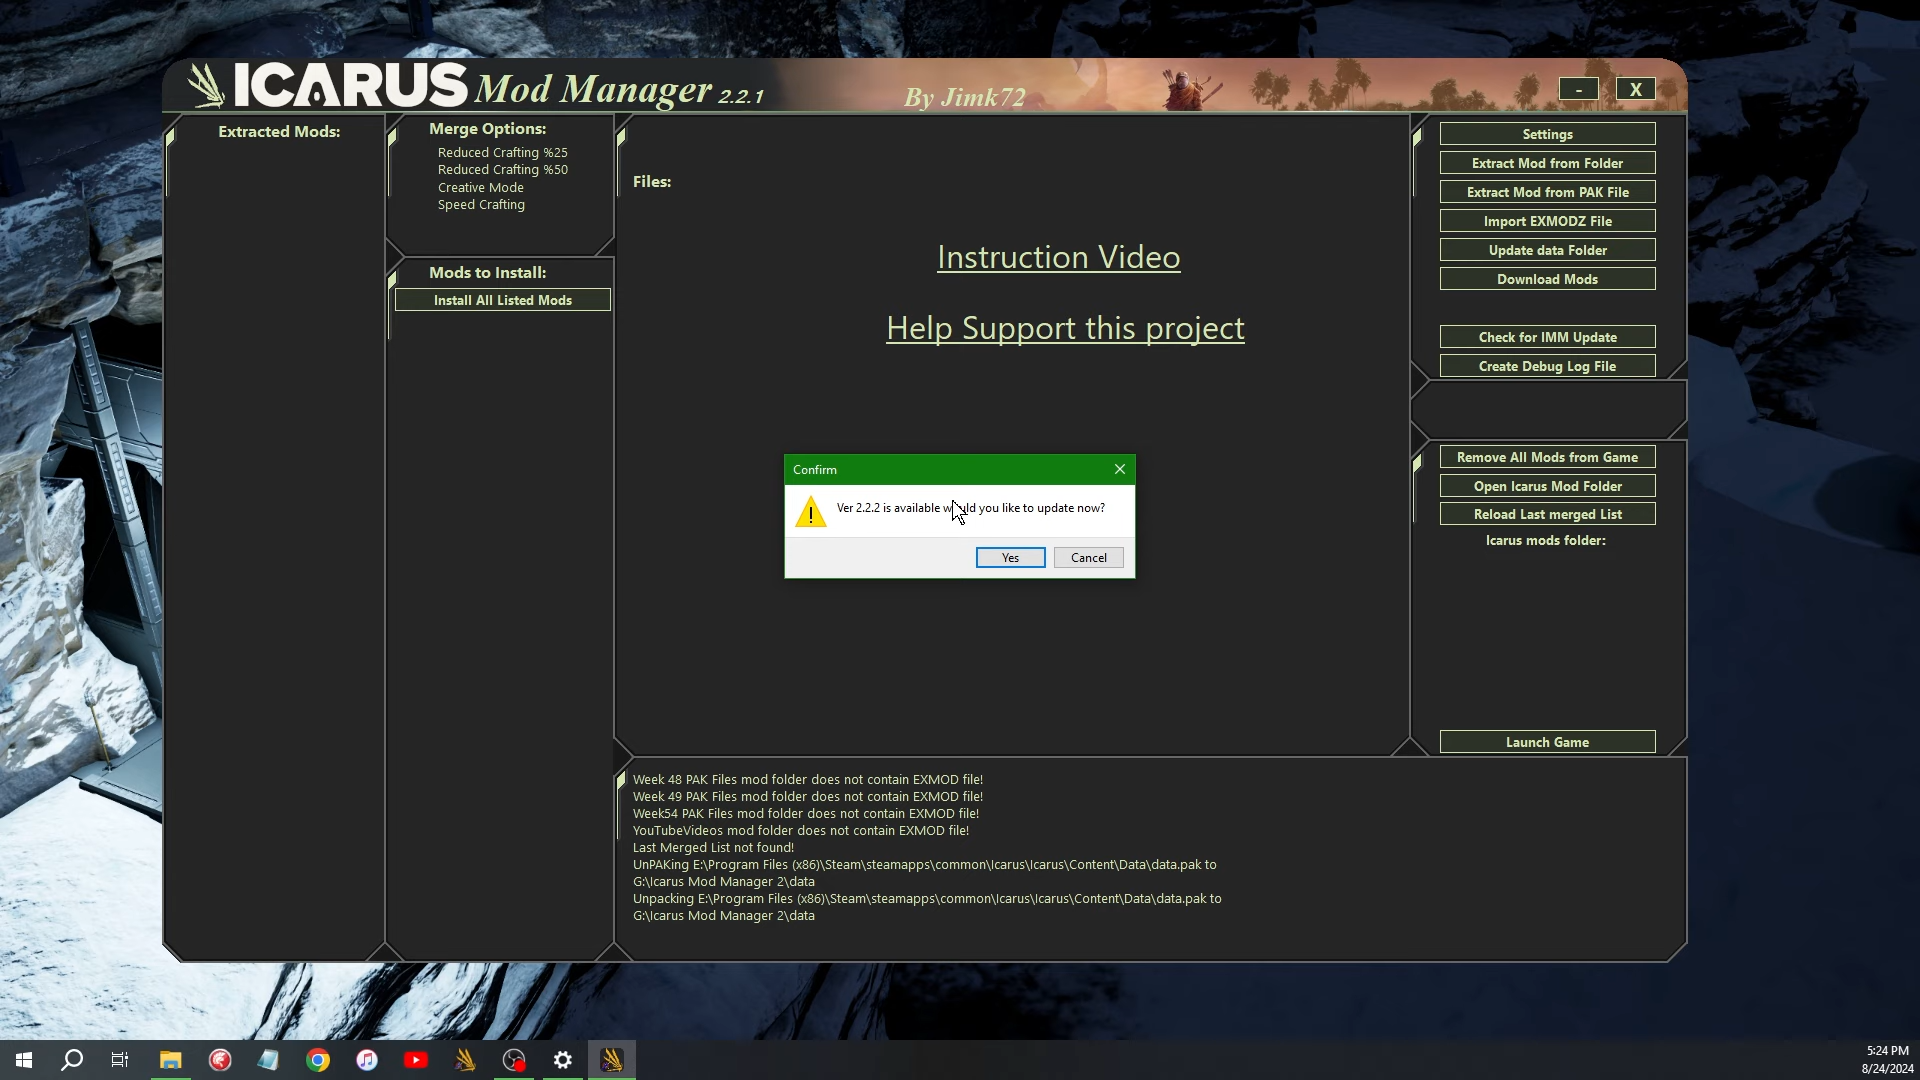 ICARUS Mod Manager 2.2.1
By Jimk72
-
X
Extracted Mods:
Merge Options:
Reduced Crafting %25
Reduced Crafting %50
Creative Mode
Speed Crafting
Mods to Install:
Install All Listed Mods
Files:
Instruction Video
Help Support this project
Settings
Extract Mod from Folder
Extract Mod from PAK File
Import EXMODZ File
Update data Folder
Download Mods
Check for IMM Update
Create Debug Log File
Remove All Mods from Game
Open Icarus Mod Folder
Reload Last merged List
Icarus mods folder:
Launch Game
Confirm
Ver 2.2.2 is available would you like to update now?
Yes
Cancel
Week 48 PAK Files mod folder does not contain EXMOD file!
Week 49 PAK Files mod folder does not contain EXMOD file!
Week54 PAK Files mod folder does not contain EXMOD file!
YouTubeVideos mod folder does not contain EXMOD file!
Last Merged List not found!
UnPAKing E:\Program Files (x86)\Steam\steamapps\common\Icarus\Icarus\Content\Data\data.pak to
G:\Icarus Mod Manager 2\data
Unpacking E:\Program Files (x86)\Steam\steamapps\common\Icarus\Icarus\Content\Data\data.pak to
G:\Icarus Mod Manager 2\data
5:24 PM
8/24/2024